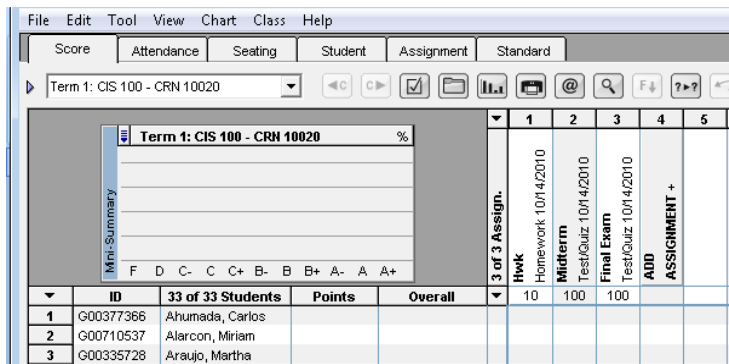 File Edit Tool View Chart Class Help
Score Attendance Seating Student Assignment Standard
Term 1: CIS 100 - CRN 10020 C C @ F ?▸?
1 2 3 4 5
Term 1: CIS 100 - CRN 10020 %
Mini-Summary
F D C- C C+ B- B B+ A- A A+
3 of 3 Assign.
Hwk
Homework 10/14/2010
Midterm
Test/Quiz 10/14/2010
Final Exam
Test/Quiz 10/14/2010
ADD
ASSIGNMENT +
ID 33 of 33 Students Points Overall 10 100 100
1 G00377366 Ahumada, Carlos
2 G00710537 Alarcon, Miriam
3 G00335728 Araujo, Martha